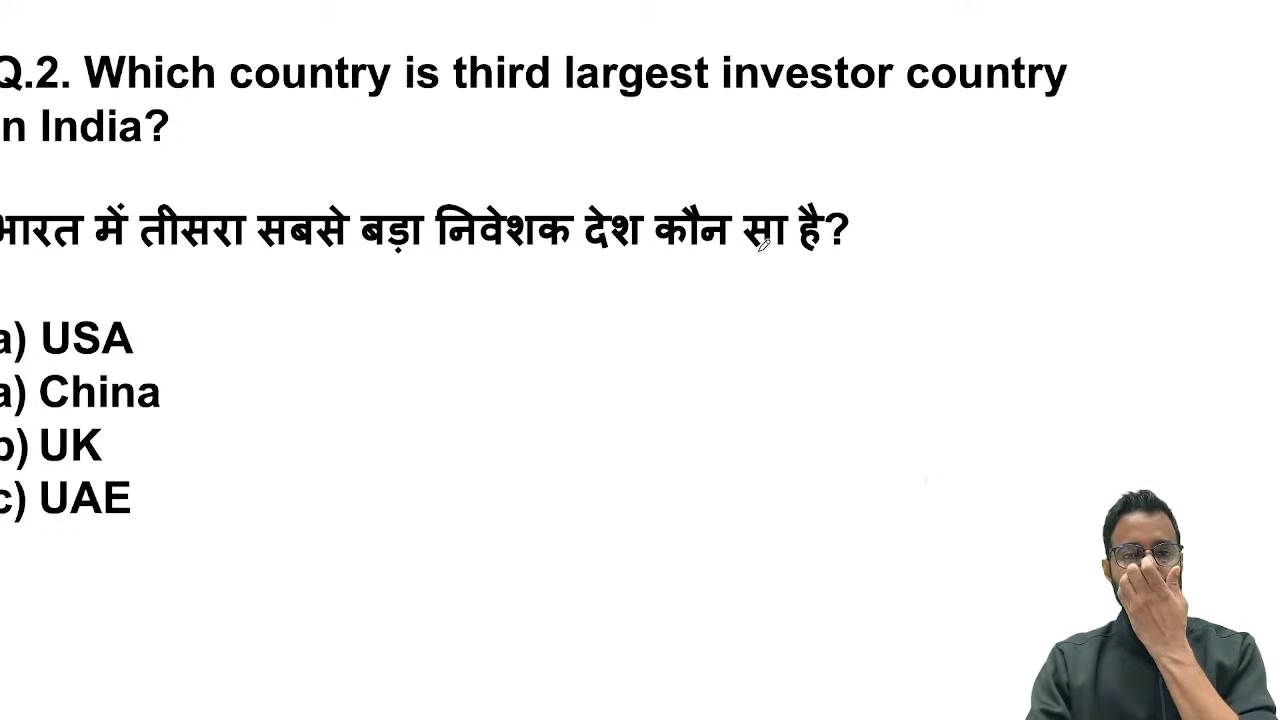 Q.2. Which country is third largest investor country
n India?
भारत में तीसरा सबसे बड़ा निवेशक देश कौन सा है?
a) USA
a) China
b) UK
c) UAE